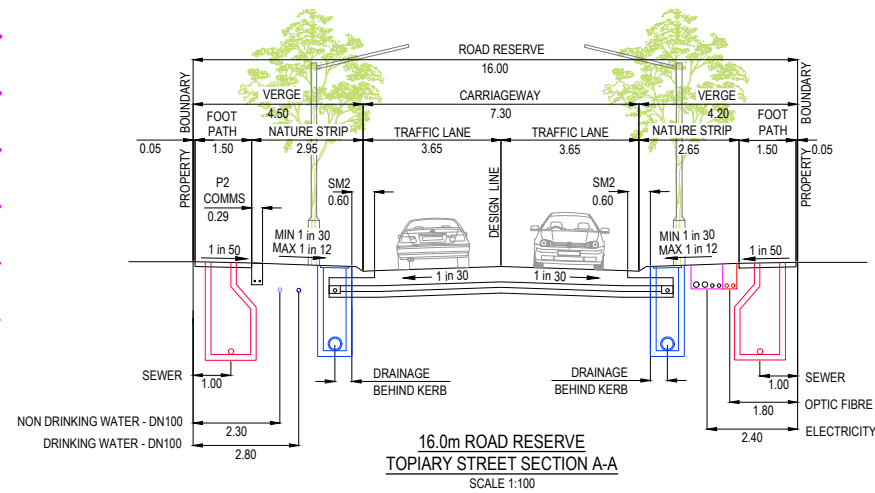 ROAD RESERVE
16.00
PROPERTY BOUNDARY
VERGE
4.50
CARRIAGEWAY
7.30
VERGE
4.20
PROPERTY BOUNDARY
FOOT
PATH
NATURE STRIP
TRAFFIC LANE
TRAFFIC LANE
NATURE STRIP
FOOT
PATH
0.05
1.50
2.95
3.65
3.65
2.65
1.50
0.05
P2
COMMS
0.29
SM2
0.60
DESIGN LINE
SM2
0.60
MIN 1 in 30
MAX 1 in 12
MIN 1 in 30
MAX 1 in 12
1 in 50
1 in 30
1 in 30
1 in 50
SEWER
1.00
DRAINAGE
BEHIND KERB
DRAINAGE
BEHIND KERB
1.00
SEWER
1.80
OPTIC FIBRE
NON DRINKING WATER - DN100
2.30
2.40
ELECTRICITY
DRINKING WATER - DN100
2.80
16.0m ROAD RESERVE
TOPIARY STREET SECTION A-A
SCALE 1:100